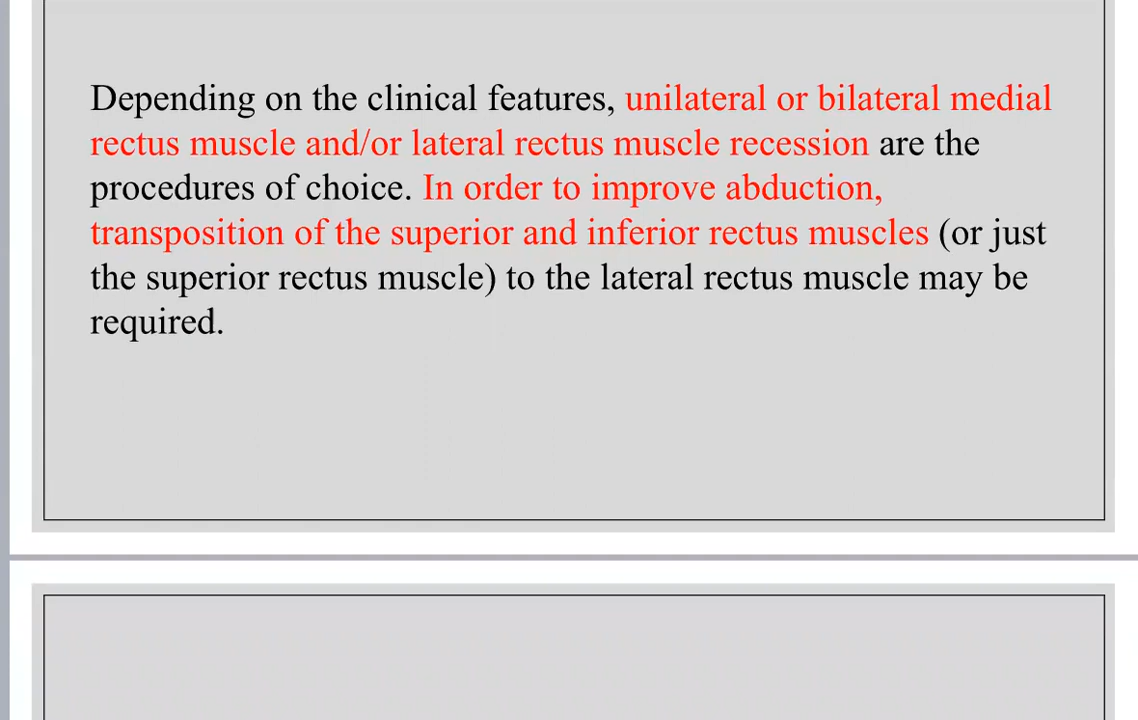 Depending on the clinical features, unilateral or bilateral medial
rectus muscle and/or lateral rectus muscle recession are the
procedures of choice. In order to improve abduction,
transposition of the superior and inferior rectus muscles (or just
the superior rectus muscle) to the lateral rectus muscle may be
required.